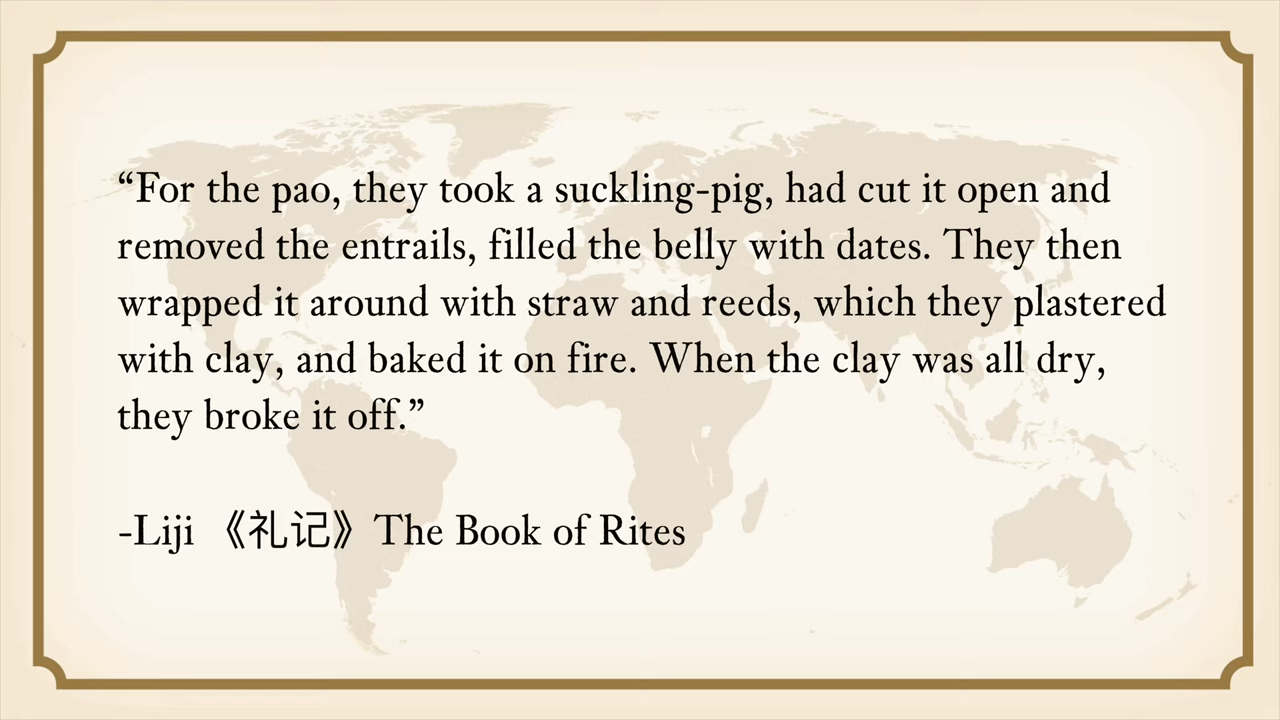 “For the pao, they took a suckling-pig, had cut it open and
removed the entrails, filled the belly with dates. They then
wrapped it around with straw and reeds, which they plastered
with clay, and baked it on fire. When the clay was all dry,
they broke it off.”
-Liji 《礼记》The Book of Rites